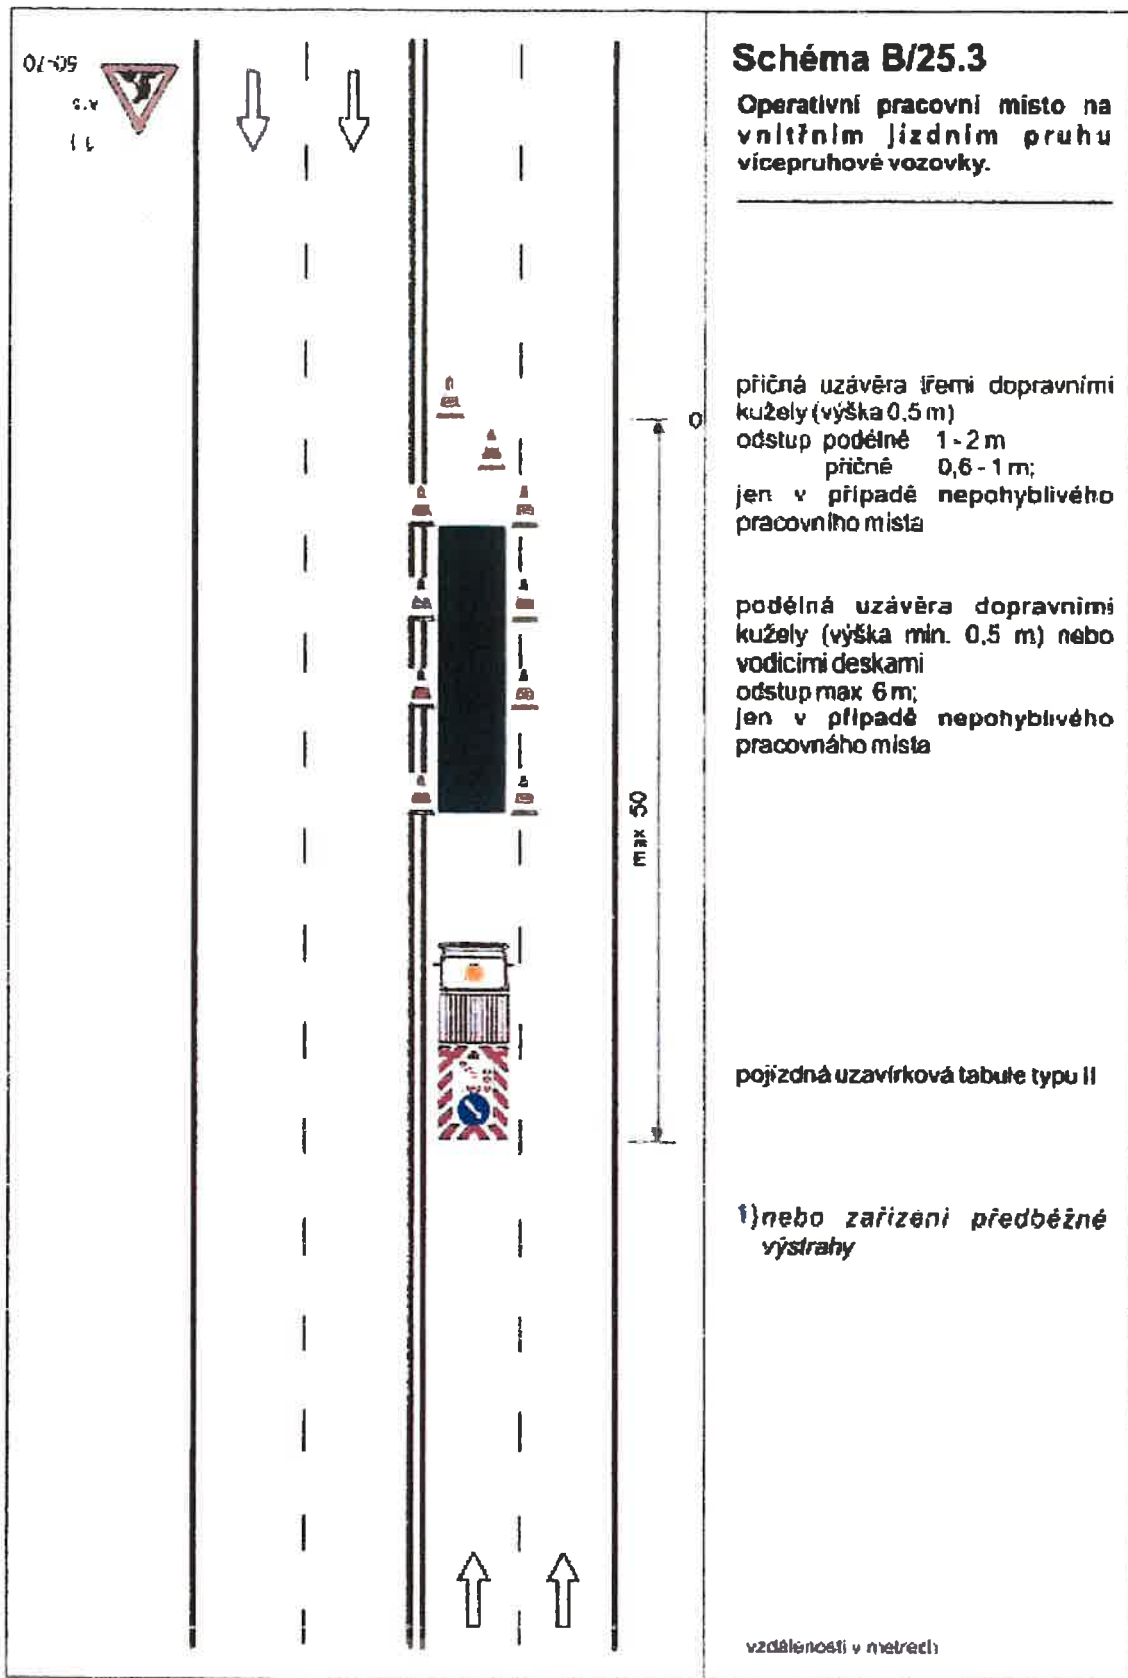 Schéma B/25.3
Operativní pracovní místo na
vnitřním jízdním pruhu
vícepruhové vozovky.
50-70
1)
0
příčná uzávěra třemi dopravními
kužely (výška 0,5 m)
odstup podélně 1 - 2 m
příčně 0,6 - 1 m;
jen v případě nepohyblivého
pracovního místa
podélná uzávěra dopravními
kužely (výška min. 0,5 m) nebo
vodicími deskami
odstup max 6 m;
jen v případě nepohyblivého
pracovnáho místa
max 50
pojízdná uzavírková tabule typu II
1) nebo zařízení předběžné
výstrahy
vzdálenosti v metrech